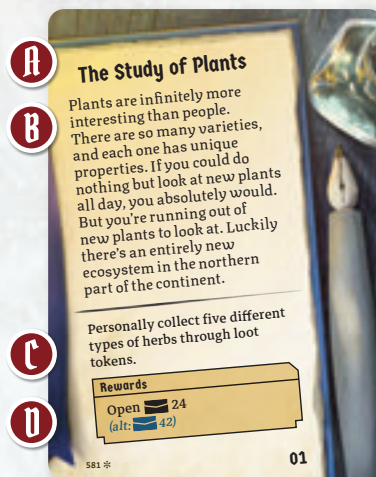 A
The Study of Plants
B
Plants are infinitely more
interesting than people.
There are so many varieties,
and each one has unique
properties. If you could do
nothing but look at new plants
all day, you absolutely would.
But you're running out of
new plants to look at. Luckily
there's an entirely new
ecosystem in the northern
part of the continent.
C
Personally collect five different
types of herbs through loot
tokens.
Rewards
D
Open 24
(alt: 42)
581 ✻
01